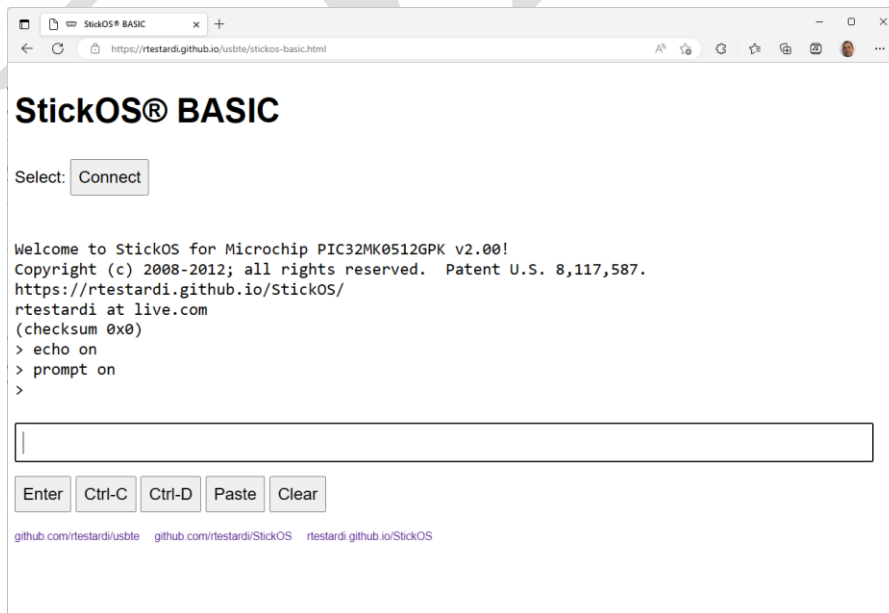 StickOS® BASIC
https://rtestardi.github.io/usbte/stickos-basic.html
StickOS® BASIC
Select: Connect
Welcome to StickOS for Microchip PIC32MK0512GPK v2.00!
Copyright (c) 2008-2012; all rights reserved.  Patent U.S. 8,117,587.
https://rtestardi.github.io/StickOS/
rtestardi at live.com
(checksum 0x0)
> echo on
> prompt on
>
Enter Ctrl-C Ctrl-D Paste Clear
github.com/rtestardi/usbte github.com/rtestardi/StickOS rtestardi.github.io/StickOS